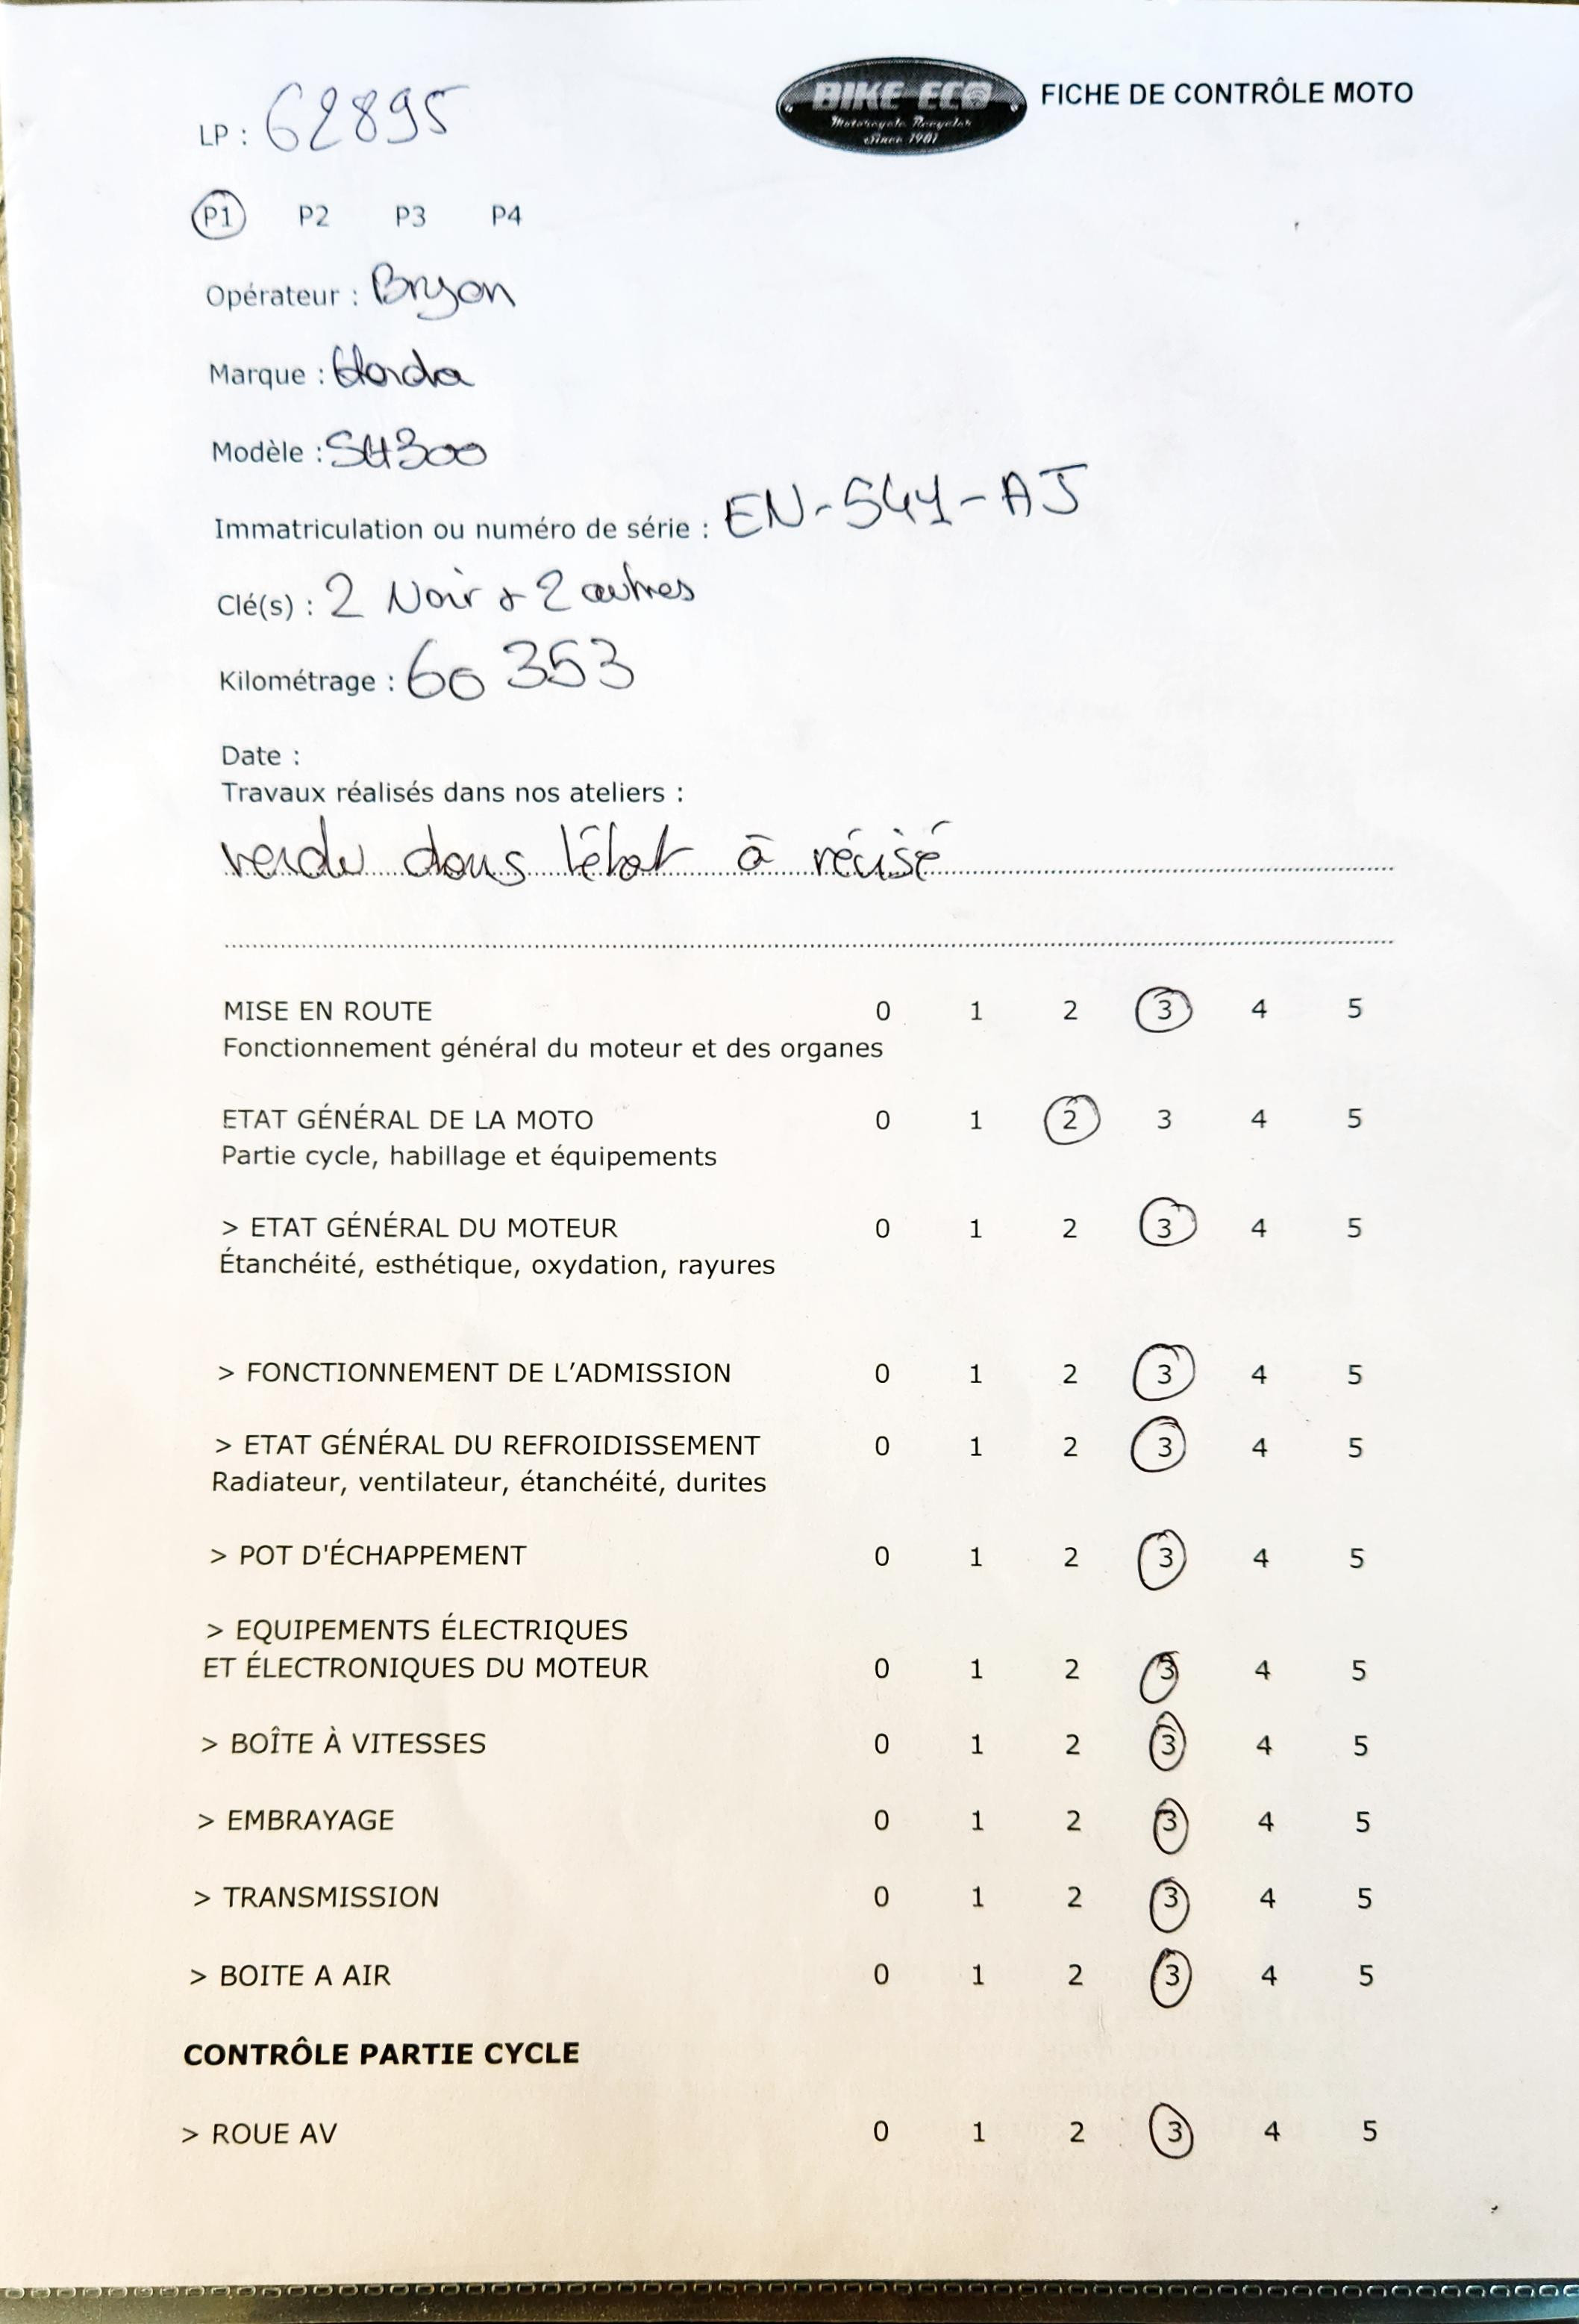 BIKE ECO
Motorcycle Recycler
Since 1981
FICHE DE CONTRÔLE MOTO
LP : 62895
P1 P2 P3 P4
Opérateur : Bryon
Marque : Honda
Modèle : SH300
Immatriculation ou numéro de série : EN-541-AJ
Clé(s) : 2 Noir + 2 autres
Kilométrage : 60 353
Date :
Travaux réalisés dans nos ateliers :
vendu dans l'état à révisé
MISE EN ROUTE 0 1 2 3 4 5
Fonctionnement général du moteur et des organes
ETAT GÉNÉRAL DE LA MOTO 0 1 2 3 4 5
Partie cycle, habillage et équipements
> ETAT GÉNÉRAL DU MOTEUR 0 1 2 3 4 5
Étanchéité, esthétique, oxydation, rayures
> FONCTIONNEMENT DE L'ADMISSION 0 1 2 3 4 5
> ETAT GÉNÉRAL DU REFROIDISSEMENT 0 1 2 3 4 5
Radiateur, ventilateur, étanchéité, durites
> POT D'ÉCHAPPEMENT 0 1 2 3 4 5
> EQUIPEMENTS ÉLECTRIQUES
ET ÉLECTRONIQUES DU MOTEUR 0 1 2 3 4 5
> BOÎTE À VITESSES 0 1 2 3 4 5
> EMBRAYAGE 0 1 2 3 4 5
> TRANSMISSION 0 1 2 3 4 5
> BOITE A AIR 0 1 2 3 4 5
CONTRÔLE PARTIE CYCLE
> ROUE AV 0 1 2 3 4 5